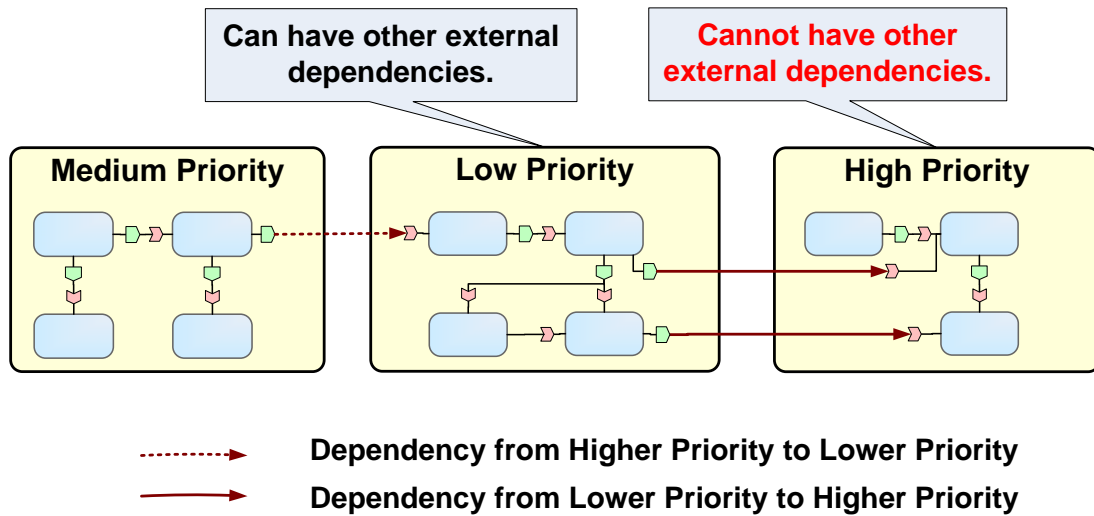 Can have other external
dependencies.
Cannot have other
external dependencies.
Medium Priority
Low Priority
High Priority
Dependency from Higher Priority to Lower Priority
Dependency from Lower Priority to Higher Priority